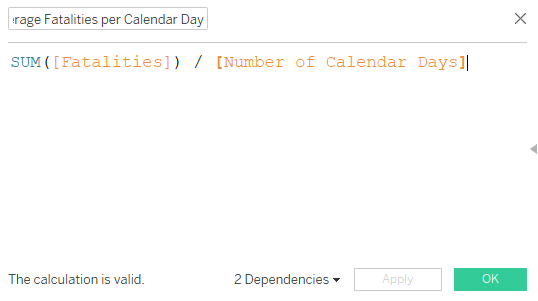 erage Fatalities per Calendar Day
SUM([Fatalities]) / [Number of Calendar Days]
The calculation is valid.
2 Dependencies
Apply
OK